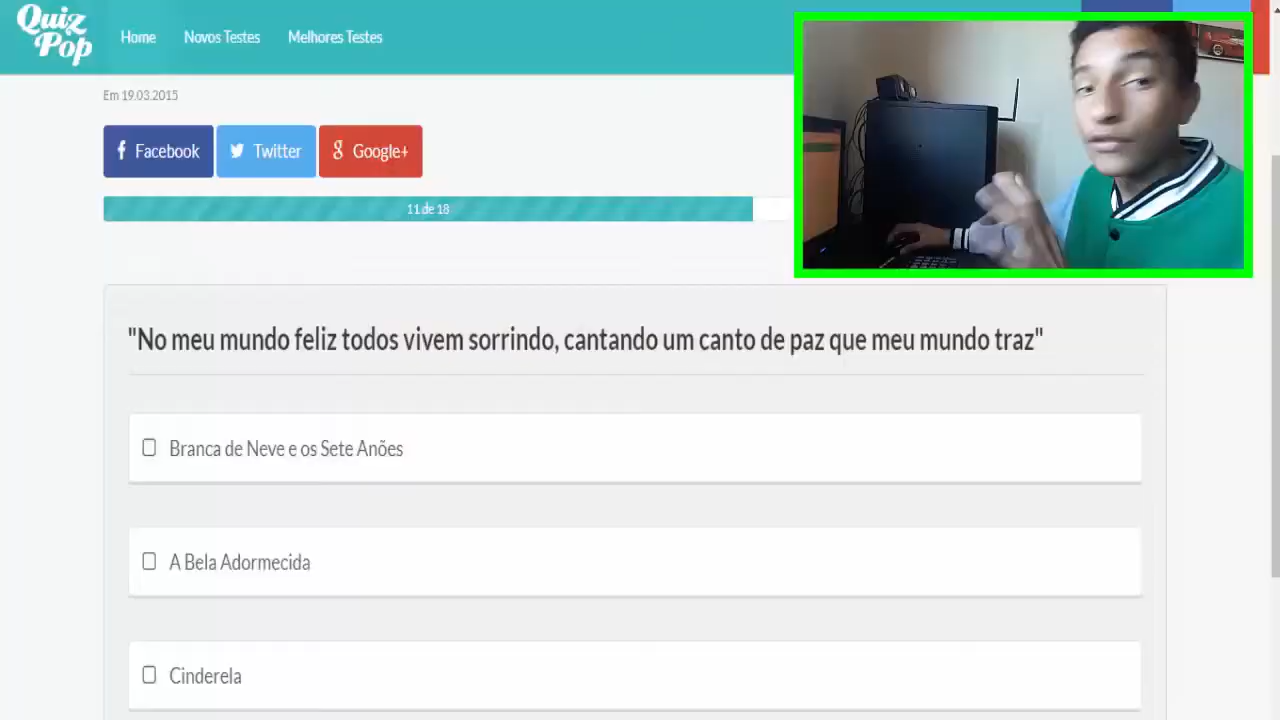 Quiz
Pop
Home
Novos Testes
Melhores Testes
Em 19.03.2015
Facebook
Twitter
Google+
11 de 18
"No meu mundo feliz todos vivem sorrindo, cantando um canto de paz que meu mundo traz"
Branca de Neve e os Sete Anões
A Bela Adormecida
Cinderela